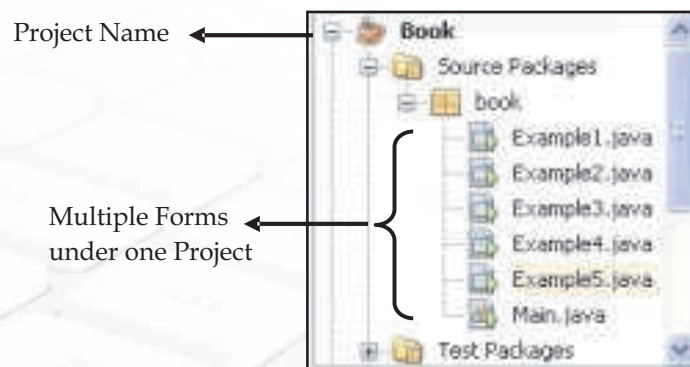 Project Name
Book
Source Packages
book
Example1.java
Example2.java
Example3.java
Example4.java
Multiple Forms
under one Project
Example5.java
Main.java
Test Packages